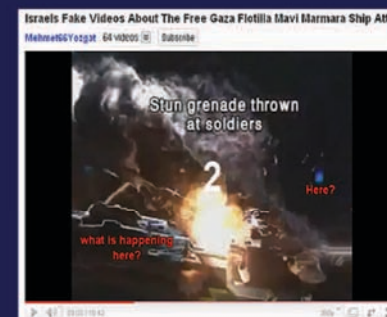 Israels Fake Videos About The Free Gaza Flotilla Mavi Marmara Ship Att
Mehmet66Yozgat 64 videos Subscribe
Stun grenade thrown
at soldiers
2
Here?
what is happening
here?